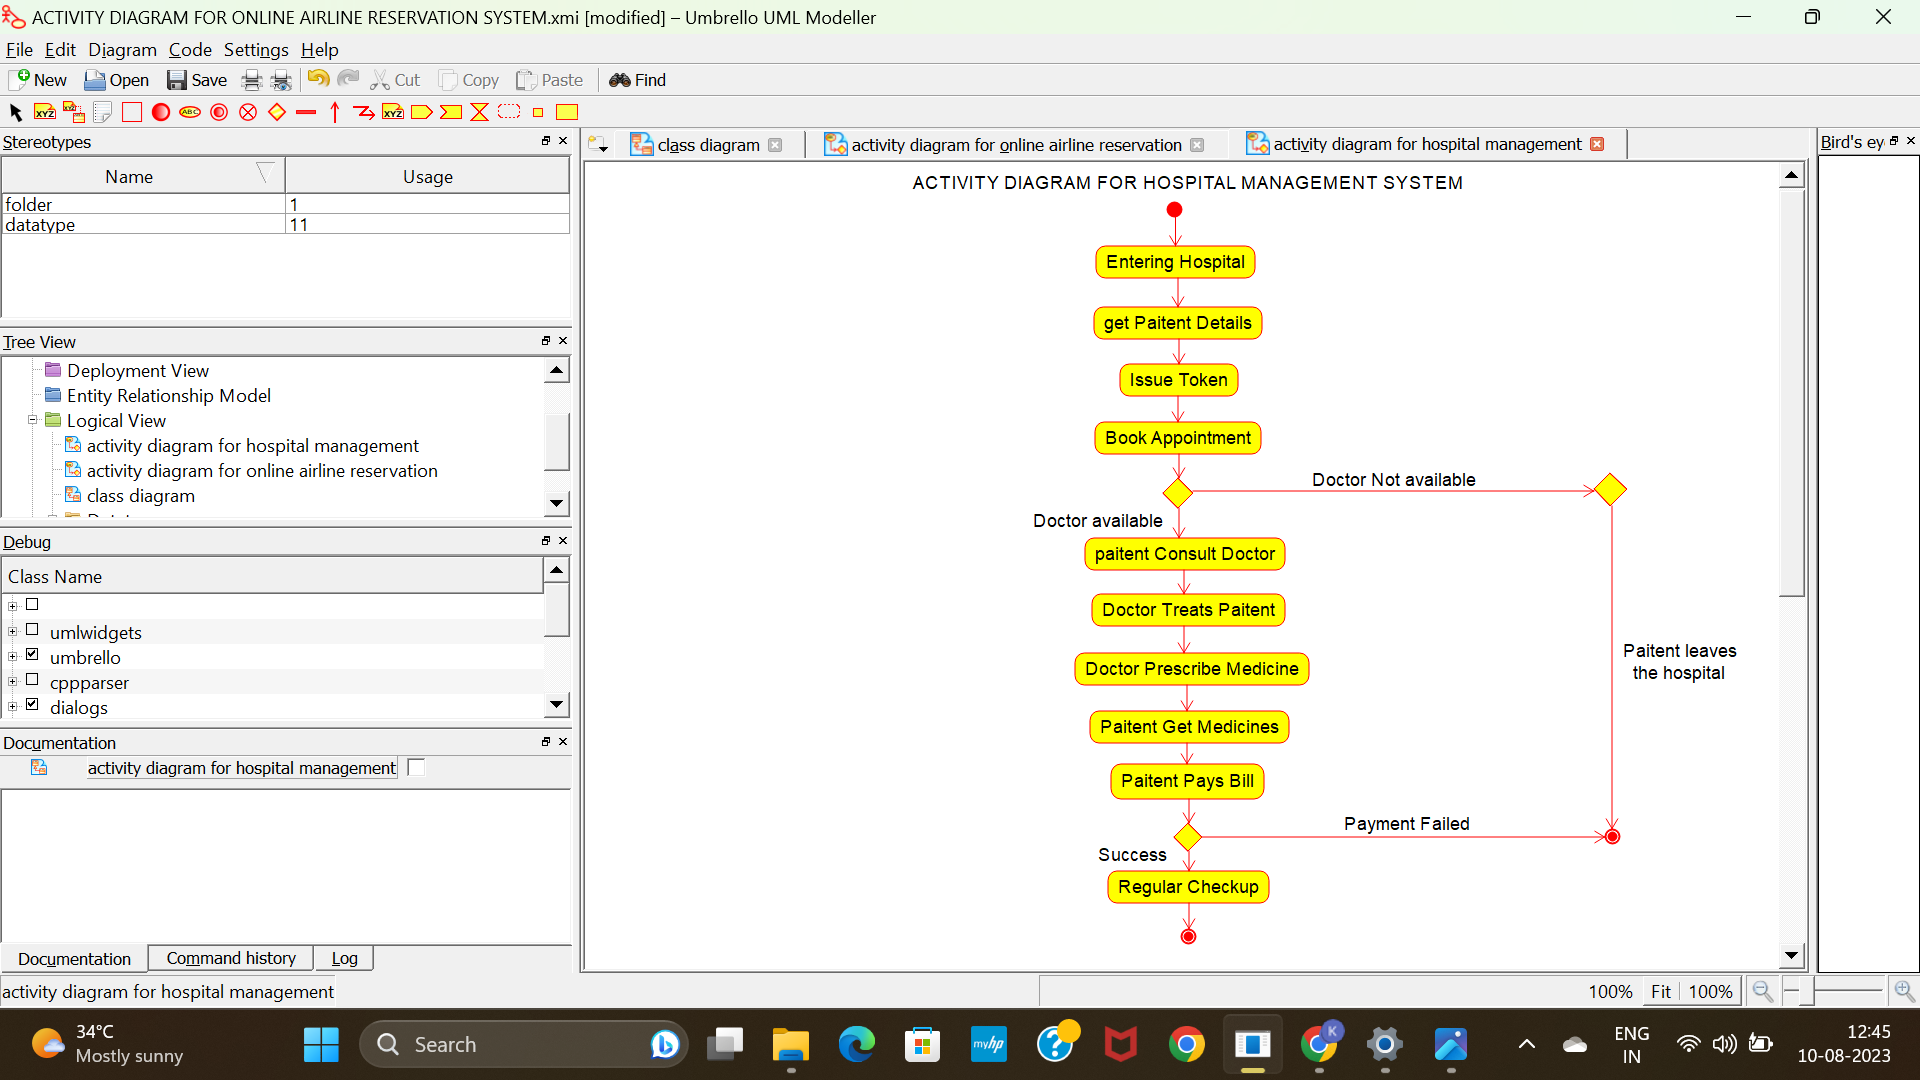 ACTIVITY DIAGRAM FOR ONLINE AIRLINE RESERVATION SYSTEM.xmi [modified] – Umbrello UML Modeller
File Edit Diagram Code Settings Help
New Open Save Cut Copy Paste Find
XYZ XYZ ABC XYZ
Stereotypes
Name Usage
folder 1
datatype 11
Tree View
Deployment View
Entity Relationship Model
Logical View
activity diagram for hospital management
activity diagram for online airline reservation
class diagram
Debug
Class Name
umlwidgets
umbrello
cppparser
dialogs
Documentation
activity diagram for hospital management
Documentation Command history Log
activity diagram for hospital management
class diagram activity diagram for online airline reservation activity diagram for hospital management
ACTIVITY DIAGRAM FOR HOSPITAL MANAGEMENT SYSTEM
Entering Hospital
get Paitent Details
Issue Token
Book Appointment
Doctor Not available
Doctor available
paitent Consult Doctor
Doctor Treats Paitent
Doctor Prescribe Medicine
Paitent leaves
the hospital
Paitent Get Medicines
Paitent Pays Bill
Payment Failed
Success
Regular Checkup
Bird's ey
100% Fit 100%
34°C
Mostly sunny
Search
myhp
?
K
ENG
IN
12:45
10-08-2023